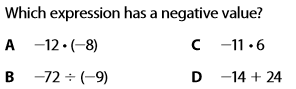 Which expression has a negative value?
A −12 • (−8) C −11 • 6
B −72 ÷ (−9) D −14 + 24